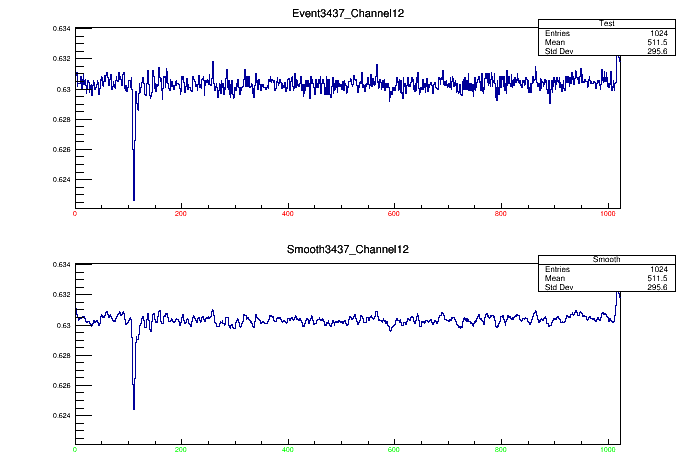 Event3437_Channel12
Test
Entries 1024
Mean 511.5
Std Dev 295.6
0.634
0.632
0.63
0.628
0.626
0.624
0 200 400 600 800 1000
Smooth3437_Channel12
Smooth
Entries 1024
Mean 511.5
Std Dev 295.6
0.634
0.632
0.63
0.628
0.626
0.624
0 200 400 600 800 1000